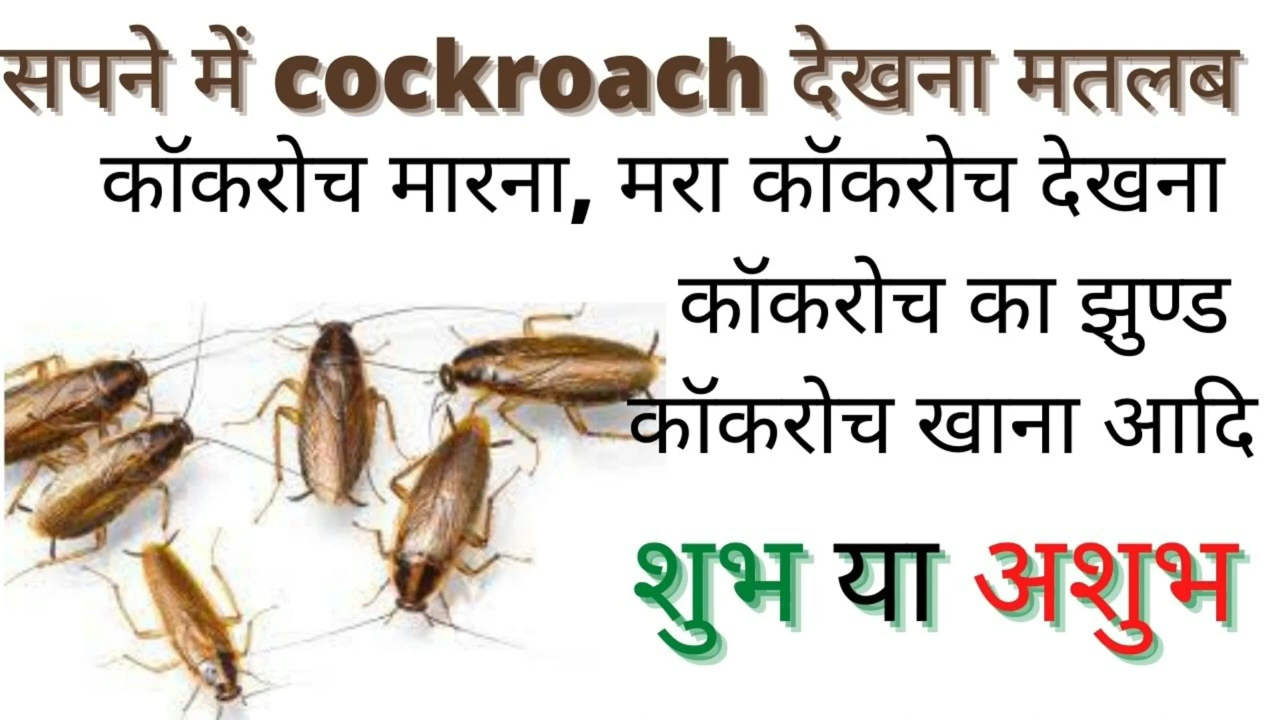 सपने में cockroach देखना मतलब
कॉकरोच मारना, मरा कॉकरोच देखना
कॉकरोच का झुण्ड
कॉकरोच खाना आदि
शुभ या अशुभ